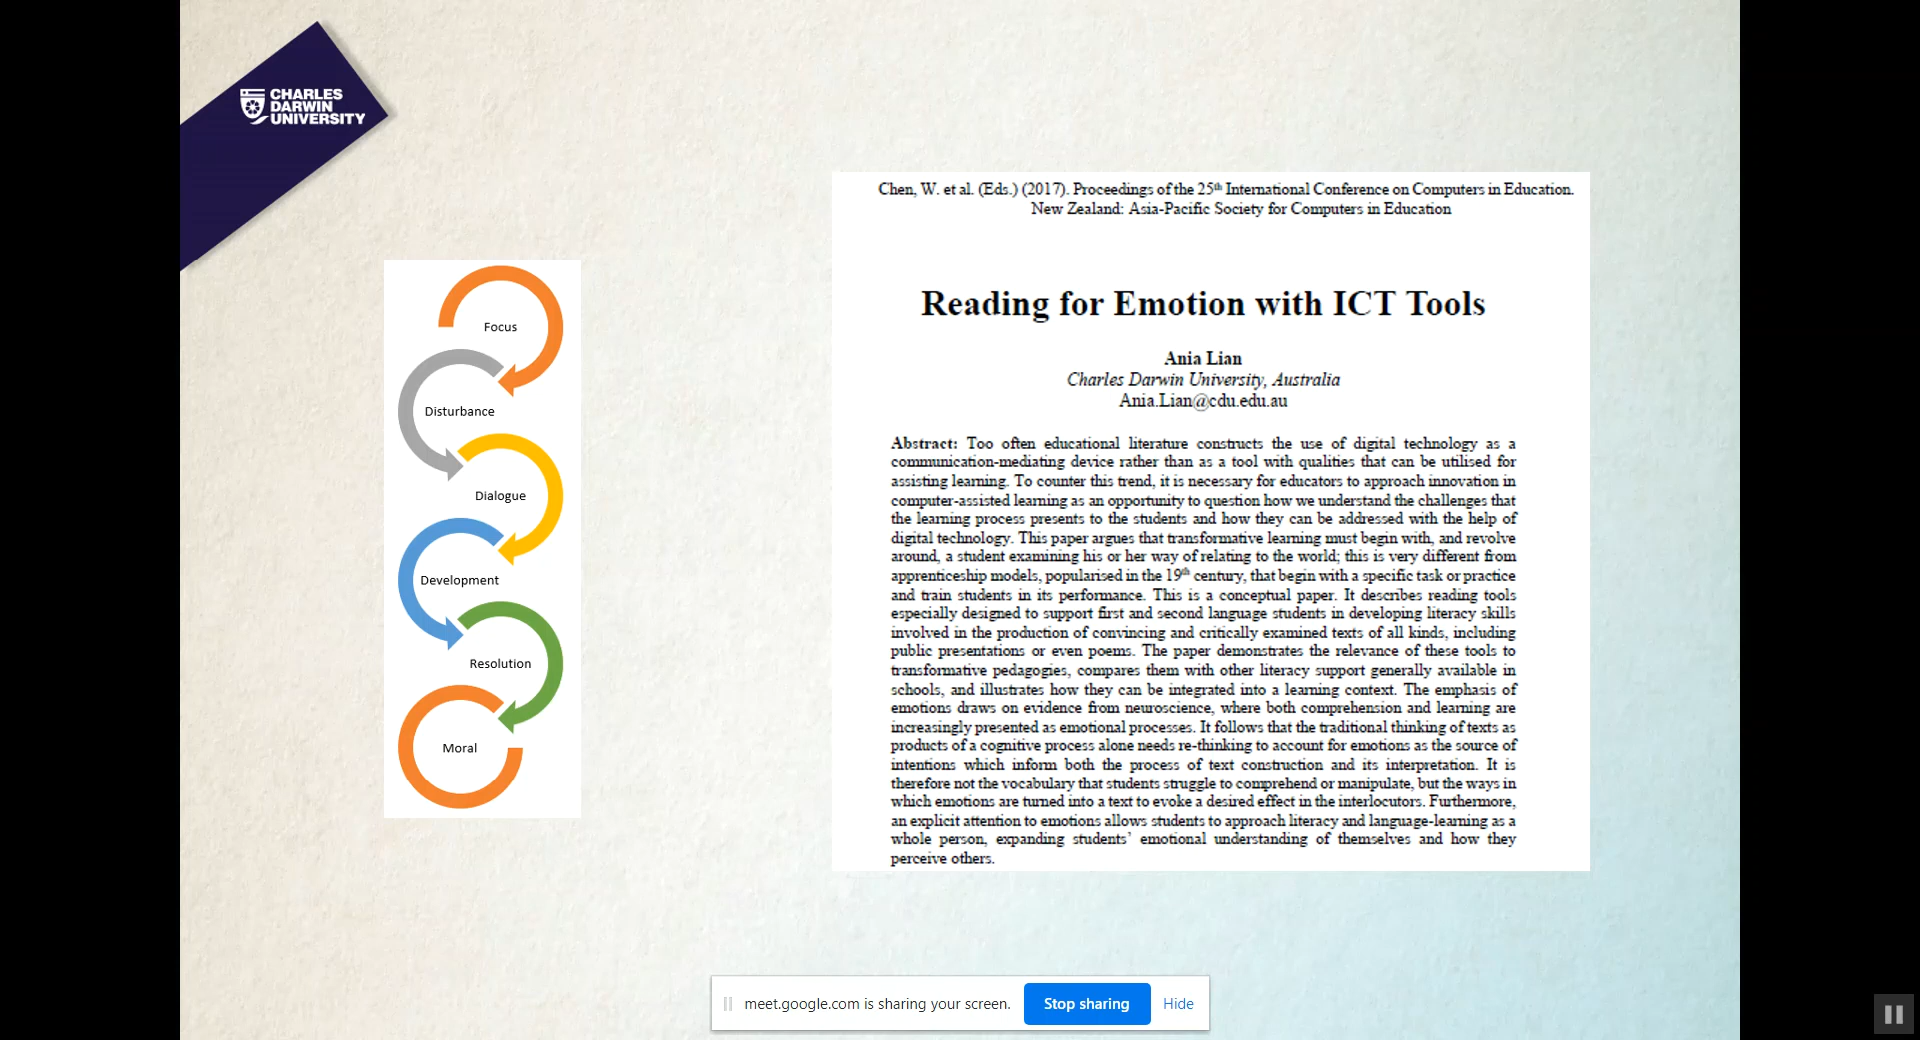 CHARLES
DARWIN
UNIVERSITY
Focus
Disturbance
Dialogue
Development
Resolution
Moral
Chen, W. et al. (Eds.) (2017). Proceedings of the 25th International Conference on Computers in Education.
New Zealand: Asia-Pacific Society for Computers in Education
Reading for Emotion with ICT Tools
Ania Lian
Charles Darwin University, Australia
Ania.Lian@cdu.edu.au
Abstract: Too often educational literature constructs the use of digital technology as a
communication-mediating device rather than as a tool with qualities that can be utilised for
assisting learning. To counter this trend, it is necessary for educators to approach innovation in
computer-assisted learning as an opportunity to question how we understand the challenges that
the learning process presents to the students and how they can be addressed with the help of
digital technology. This paper argues that transformative learning must begin with, and revolve
around, a student examining his or her way of relating to the world; this is very different from
apprenticeship models, popularised in the 19th century, that begin with a specific task or practice
and train students in its performance. This is a conceptual paper. It describes reading tools
especially designed to support first and second language students in developing literacy skills
involved in the production of convincing and critically examined texts of all kinds, including
public presentations or even poems. The paper demonstrates the relevance of these tools to
transformative pedagogies, compares them with other literacy support generally available in
schools, and illustrates how they can be integrated into a learning context. The emphasis of
emotions draws on evidence from neuroscience, where both comprehension and learning are
increasingly presented as emotional processes. It follows that the traditional thinking of texts as
products of a cognitive process alone needs re-thinking to account for emotions as the source of
intentions which inform both the process of text construction and its interpretation. It is
therefore not the vocabulary that students struggle to comprehend or manipulate, but the ways in
which emotions are turned into a text to evoke a desired effect in the interlocutors. Furthermore,
an explicit attention to emotions allows students to approach literacy and language-learning as a
whole person, expanding students' emotional understanding of themselves and how they
perceive others.
meet.google.com is sharing your screen.
Stop sharing
Hide